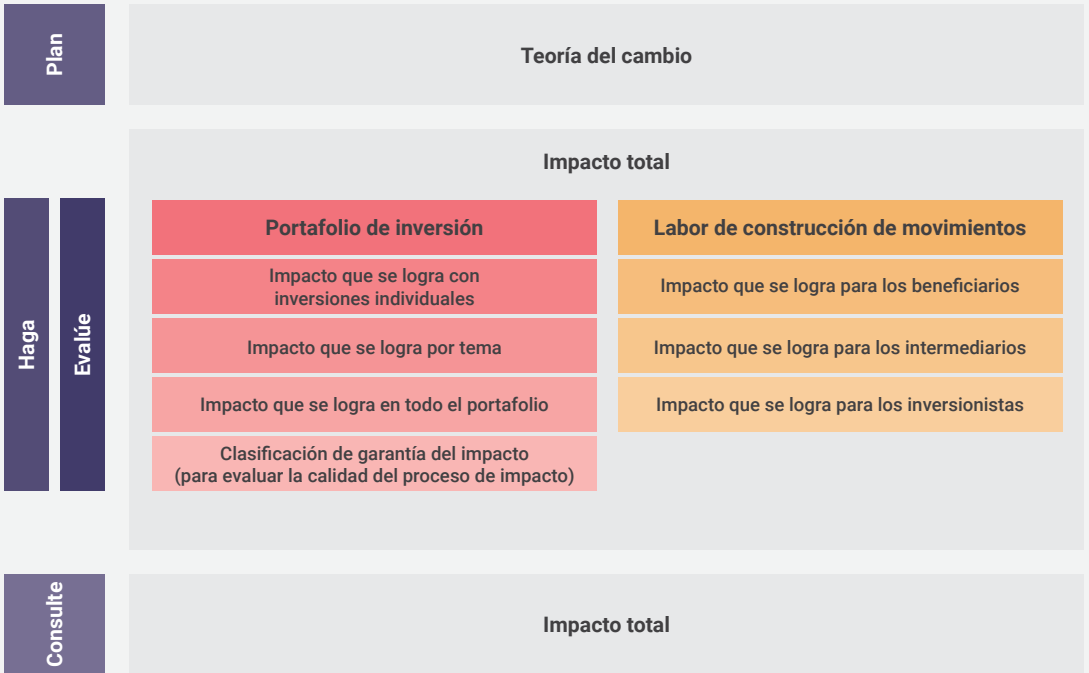 Plan
Teoría del cambio
Haga
Evalúe
Impacto total
Portafolio de inversión
Impacto que se logra con
inversiones individuales
Impacto que se logra por tema
Impacto que se logra en todo el portafolio
Clasificación de garantía del impacto
(para evaluar la calidad del proceso de impacto)
Labor de construcción de movimientos
Impacto que se logra para los beneficiarios
Impacto que se logra para los intermediarios
Impacto que se logra para los inversionistas
Consulte
Impacto total